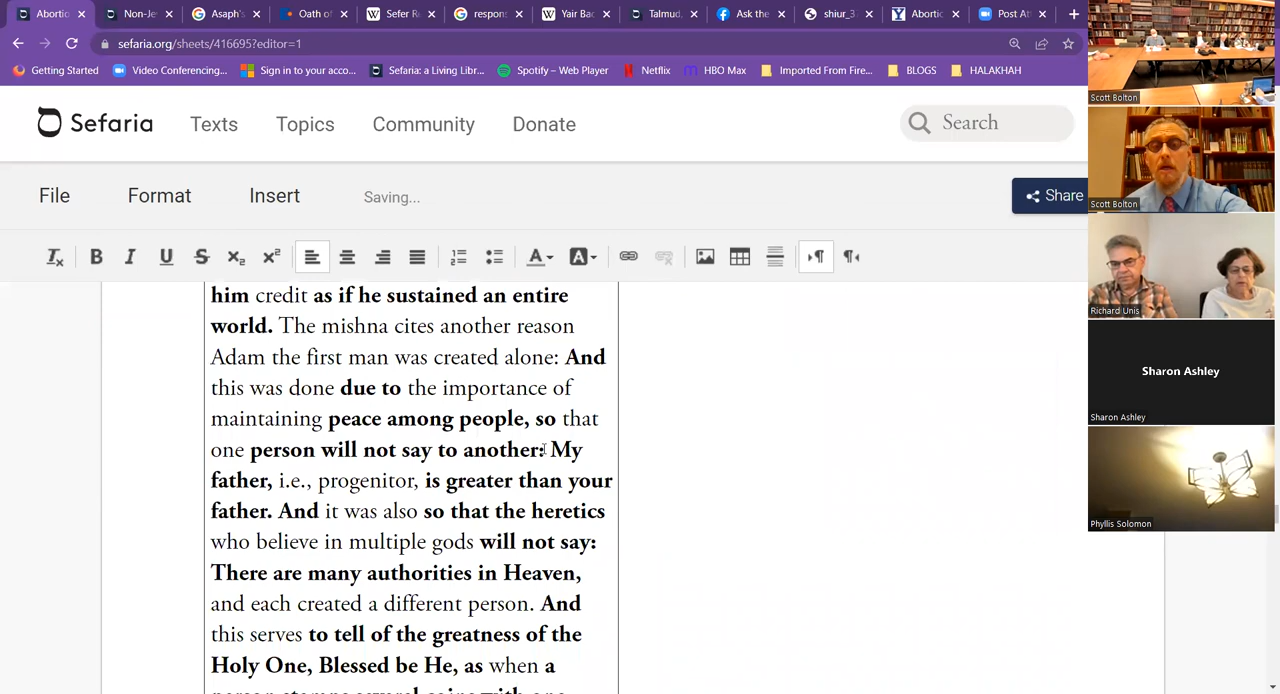 Abortio
Non-Je
Asaph's
Oath of
Sefer R
respons
Yair Bac
Talmud,
Ask the
shiur_3
Abortic
Post At
sefaria.org/sheets/416695?editor=1
Getting Started
Video Conferencing...
Sign in to your acco...
Sefaria: a Living Libr...
Spotify – Web Player
Netflix
HBO Max
Imported From Fire...
BLOGS
HALAKHAH
Sefaria
Texts
Topics
Community
Donate
Search
File
Format
Insert
Saving...
Share
him credit as if he sustained an entire
world. The mishna cites another reason
Adam the first man was created alone: And
this was done due to the importance of
maintaining peace among people, so that
one person will not say to another: My
father, i.e., progenitor, is greater than your
father. And it was also so that the heretics
who believe in multiple gods will not say:
There are many authorities in Heaven,
and each created a different person. And
this serves to tell of the greatness of the
Holy One, Blessed be He, as when a
person stamps several coins with one
Scott Bolton
Scott Bolton
Richard Unis
Sharon Ashley
Sharon Ashley
Phyllis Solomon